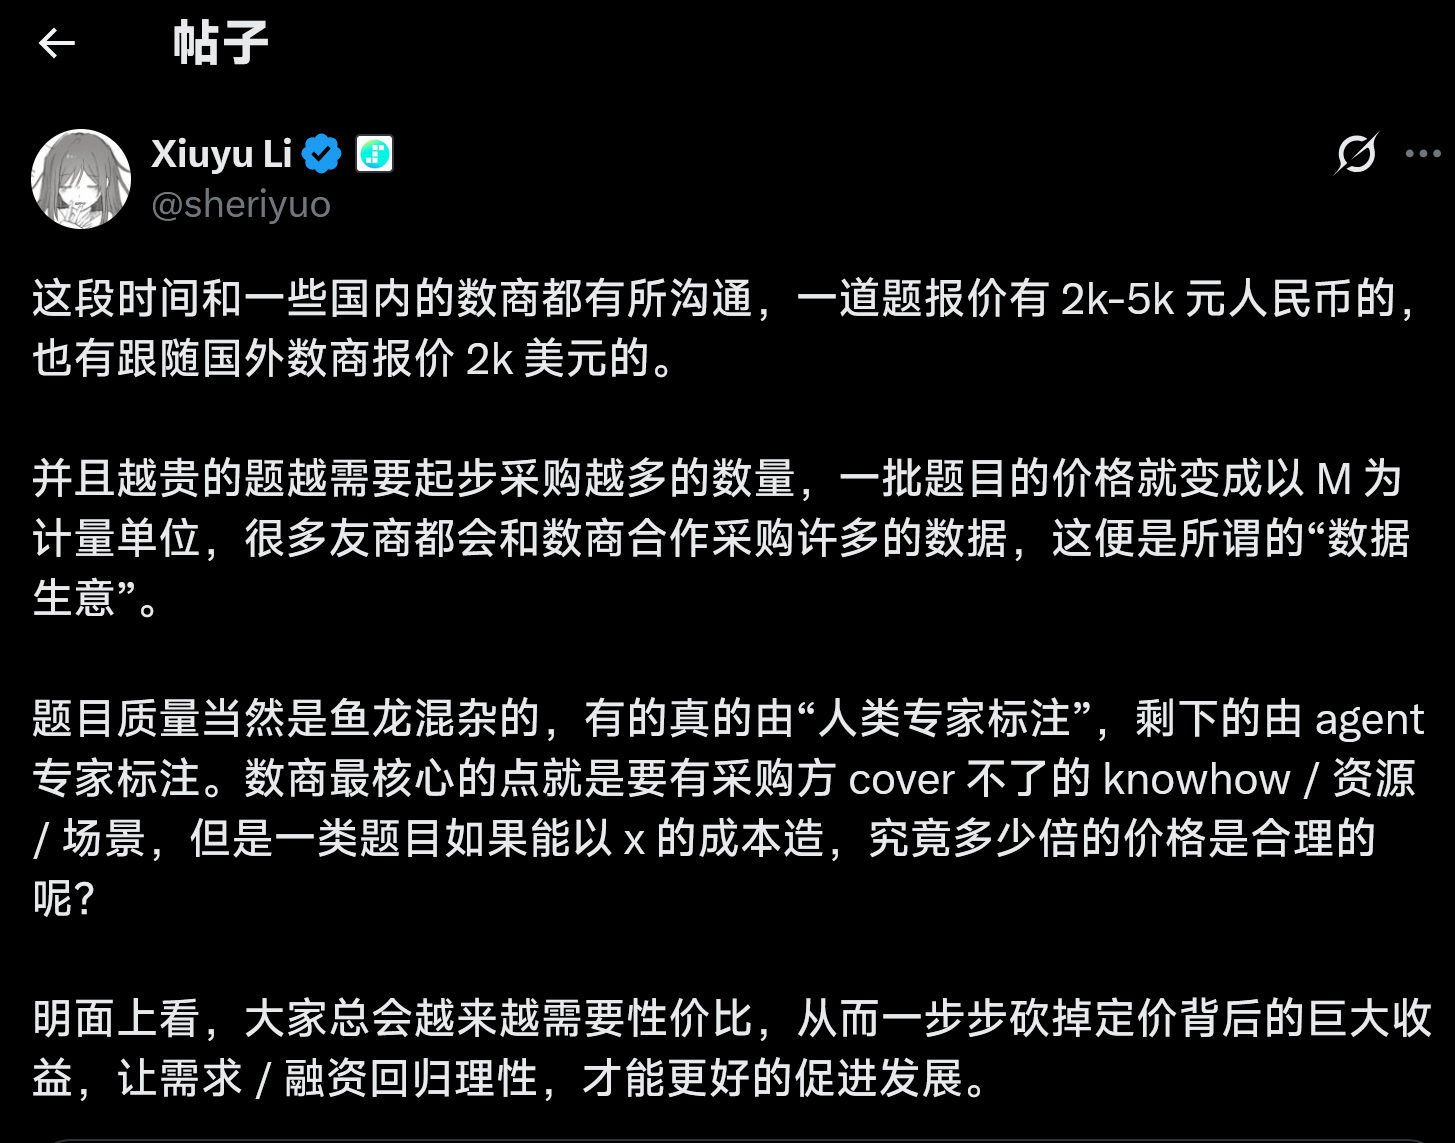 帖子
Xiuyu Li
@sheriyuo
这段时间和一些国内的数商都有所沟通，一道题报价有 2k-5k 元人民币的，
也有跟随国外数商报价 2k 美元的。
并且越贵的题越需要起步采购越多的数量，一批题目的价格就变成以 M 为
计量单位，很多友商都会和数商合作采购许多的数据，这便是所谓的“数据
生意”。
题目质量当然是鱼龙混杂的，有的真的由“人类专家标注”，剩下的由 agent
专家标注。数商最核心的点就是要有采购方 cover 不了的 knowhow / 资源
/ 场景，但是一类题目如果能以 x 的成本造，究竟多少倍的价格是合理的
呢？
明面上看，大家总会越来越需要性价比，从而一步步砍掉定价背后的巨大收
益，让需求 / 融资回归理性，才能更好的促进发展。